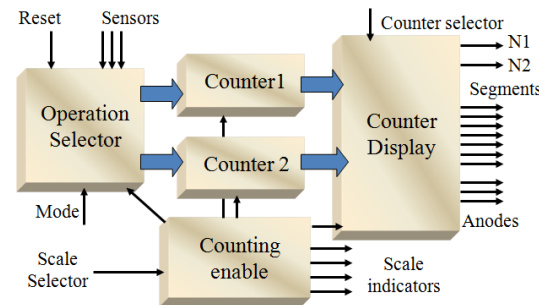 Reset
Sensors
Counter selector
N1
N2
Segments
Counter1
Operation
Selector
Counter
Display
Counter 2
Mode
Anodes
Counting
enable
Scale
Selector
Scale
indicators